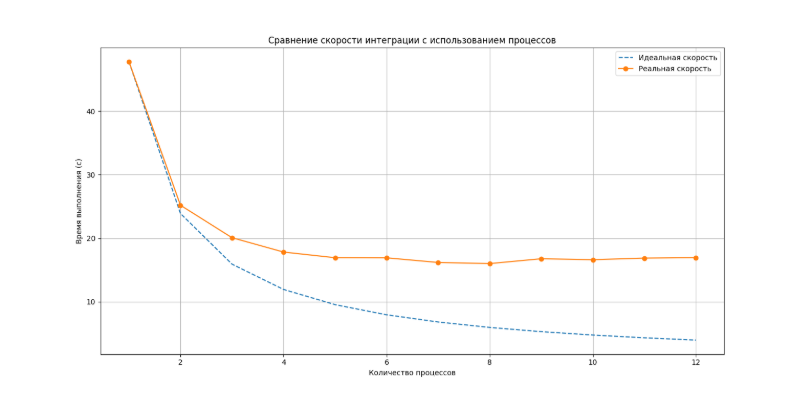 Сравнение скорости интеграции с использованием процессов
Идеальная скорость
Реальная скорость
Время выполнения (с)
40
30
20
10
2 4 6 8 10 12
Количество процессов